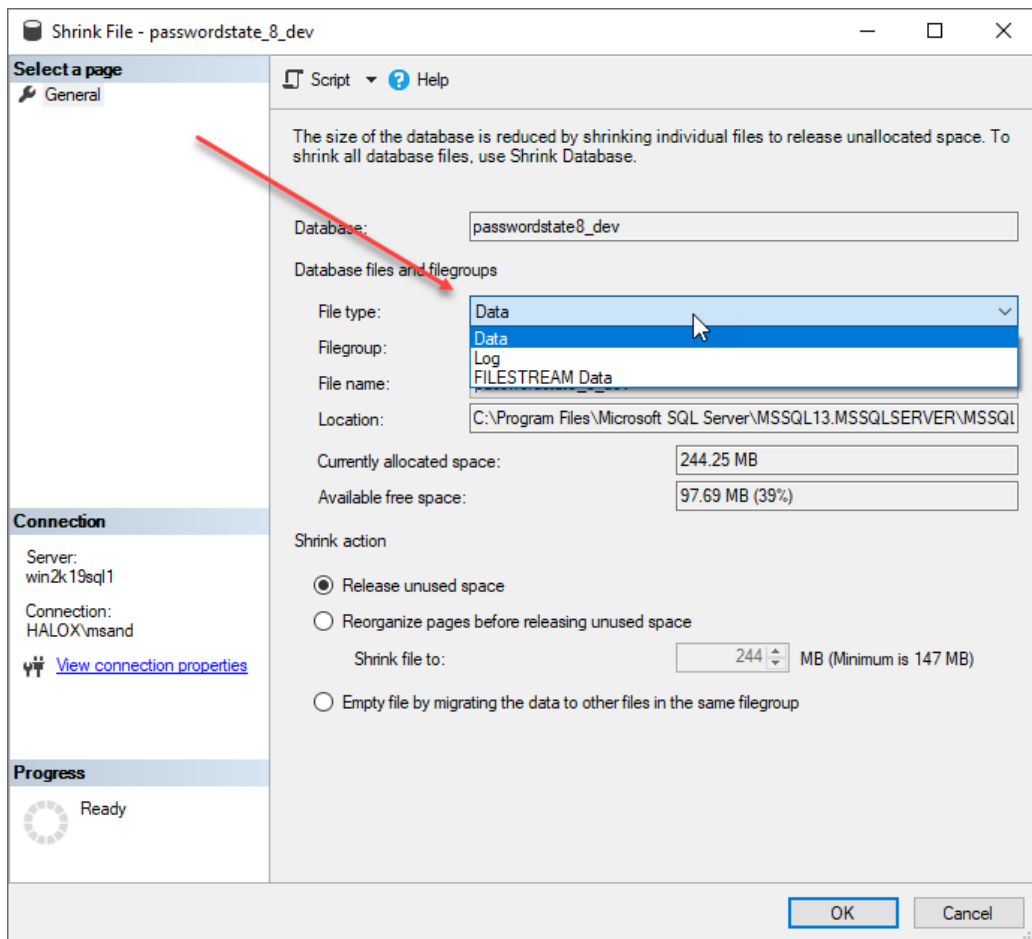 Shrink File - passwordstate_8_dev
Select a page
General
Script
Help
The size of the database is reduced by shrinking individual files to release unallocated space. To
shrink all database files, use Shrink Database.
Database:
passwordstate8_dev
Database files and filegroups
File type:
Data
Data
Filegroup:
Log
FILESTREAM Data
File name:
Location:
C:\Program Files\Microsoft SQL Server\MSSQL13.MSSQLSERVER\MSSQL
Currently allocated space:
244.25 MB
Available free space:
97.69 MB (39%)
Shrink action
Release unused space
Reorganize pages before releasing unused space
Shrink file to:
244
MB (Minimum is 147 MB)
Empty file by migrating the data to other files in the same filegroup
Connection
Server:
win2k19sql1
Connection:
HALOX\msand
View connection properties
Progress
Ready
OK
Cancel